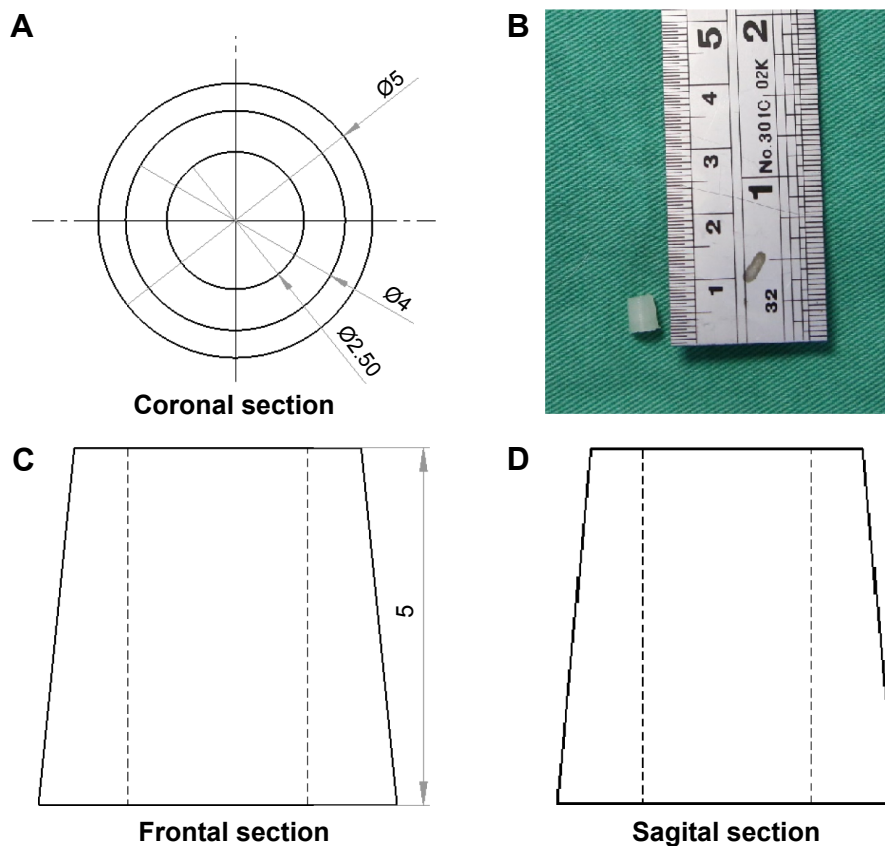 A
Ø5
Ø4
Ø2.50
Coronal section
B
5
4
3
2
1
2
1
32
No.301C 02K
C
5
Frontal section
D
Sagital section